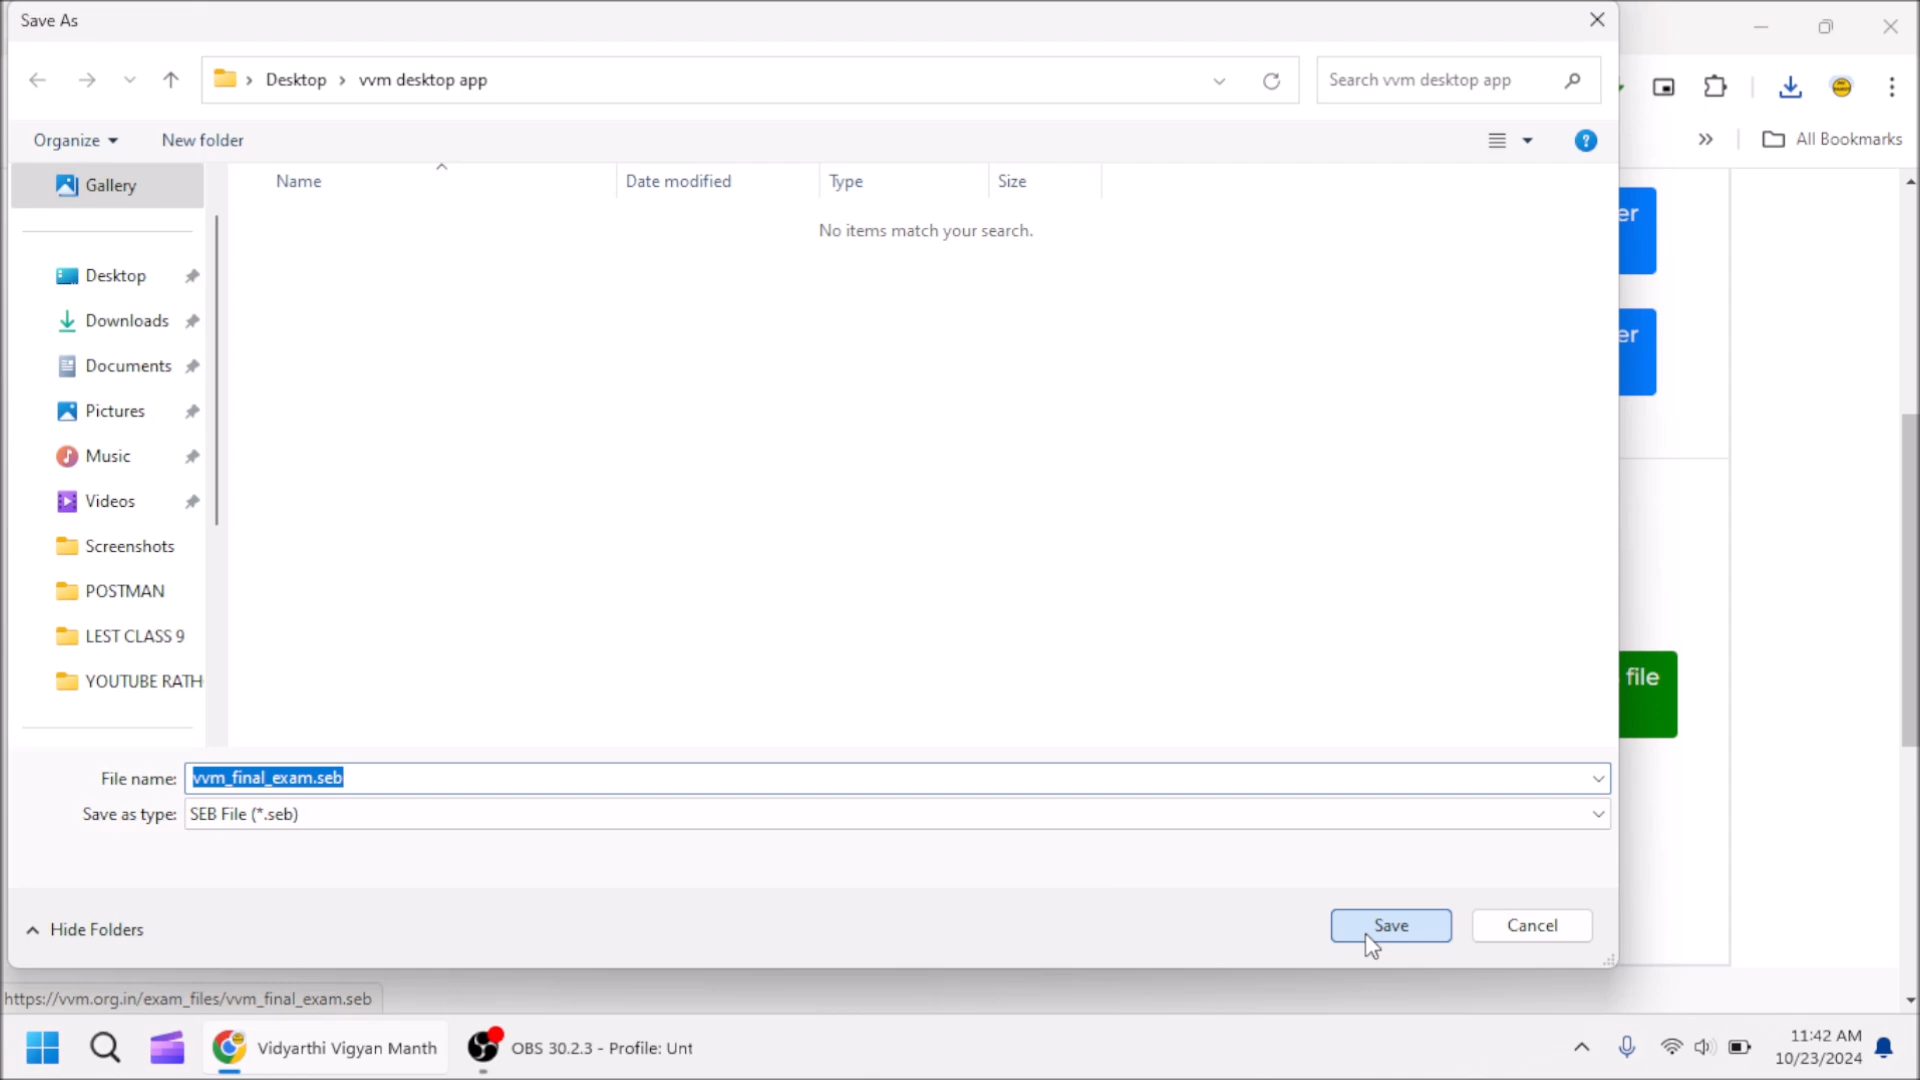 Save As
Desktop > vvm desktop app
Search vvm desktop app
Organize
New folder
All Bookmarks
Gallery
Name
Date modified
Type
Size
No items match your search.
er
Desktop
Downloads
Documents
er
Pictures
Music
Videos
Screenshots
POSTMAN
LEST CLASS 9
YOUTUBE RATH
file
File name: vvm_final_exam.seb
Save as type: SEB File (*.seb)
Hide Folders
Save
Cancel
https://vvm.org.in/exam_files/vvm_final_exam.seb
Vidyarthi Vigyan Manth
OBS 30.2.3 - Profile: Unt
11:42 AM
10/23/2024